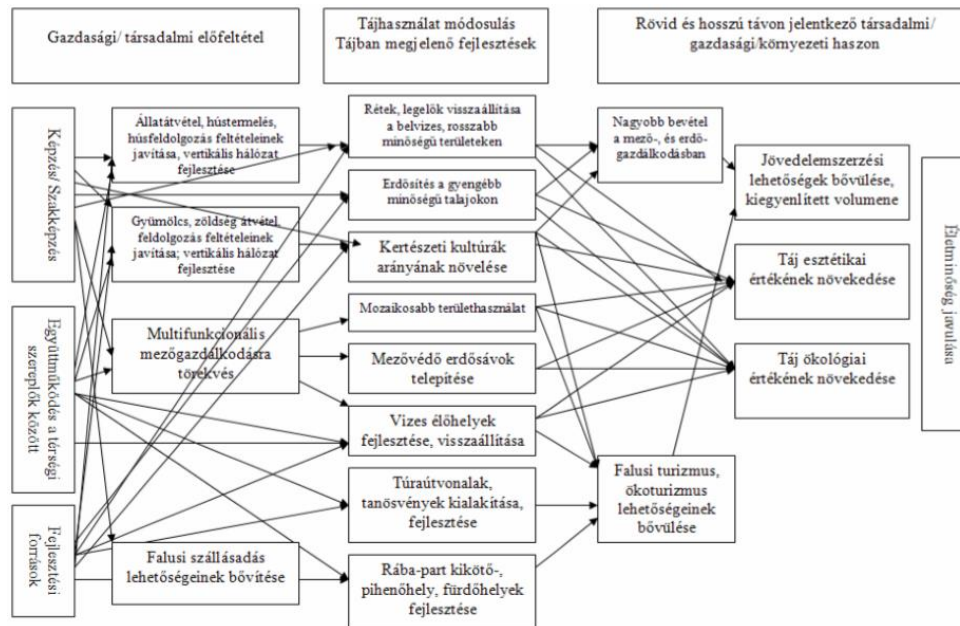 Gazdasági/ társadalmi előfeltétel
Tájhasználat módosulás
Tájban megjelenő fejlesztések
Rövid és hosszú távon jelentkező társadalmi/
gazdasági/környezeti haszon
Képzés/ Szakképzés
Együttműködés a térségi
szereplők között
Fejlesztési
források
Állatátvétel, hústermelés,
húsfeldolgozás feltételeinek
javítása, vertikális hálózat
fejlesztése
Gyümölcs, zöldség átvétel,
feldolgozás feltételeinek
javítása; vertikális hálózat
fejlesztése
Multifunkcionális
mezőgazdálkodásra
törekvés
Falusi szállásadás
lehetőségeinek bővítése
Rétek, legelők visszaállítása
a belvizes, rosszabb
minőségű területeken
Erdősítés a gyengébb
minőségű talajokon
Kertészeti kultúrák
arányának növelése
Mozaikosabb területhasználat
Mezővédő erdősávok
telepítése
Vizes élőhelyek
fejlesztése, visszaállítása
Túraútvonalak,
tanösvények kialakítása,
fejlesztése
Rába-part kikötő-,
pihenőhely, fürdőhelyek
fejlesztése
Nagyobb bevétel
a mező-, és erdő-
gazdálkodásban
Falusi turizmus,
ökoturizmus
lehetőségeinek
bővülése
Jövedelemszerzési
lehetőségek bővülése,
kiegyenlített volumene
Táj esztétikai
értékének növekedése
Táj ökológiai
értékének növekedése
Életminőség javulása